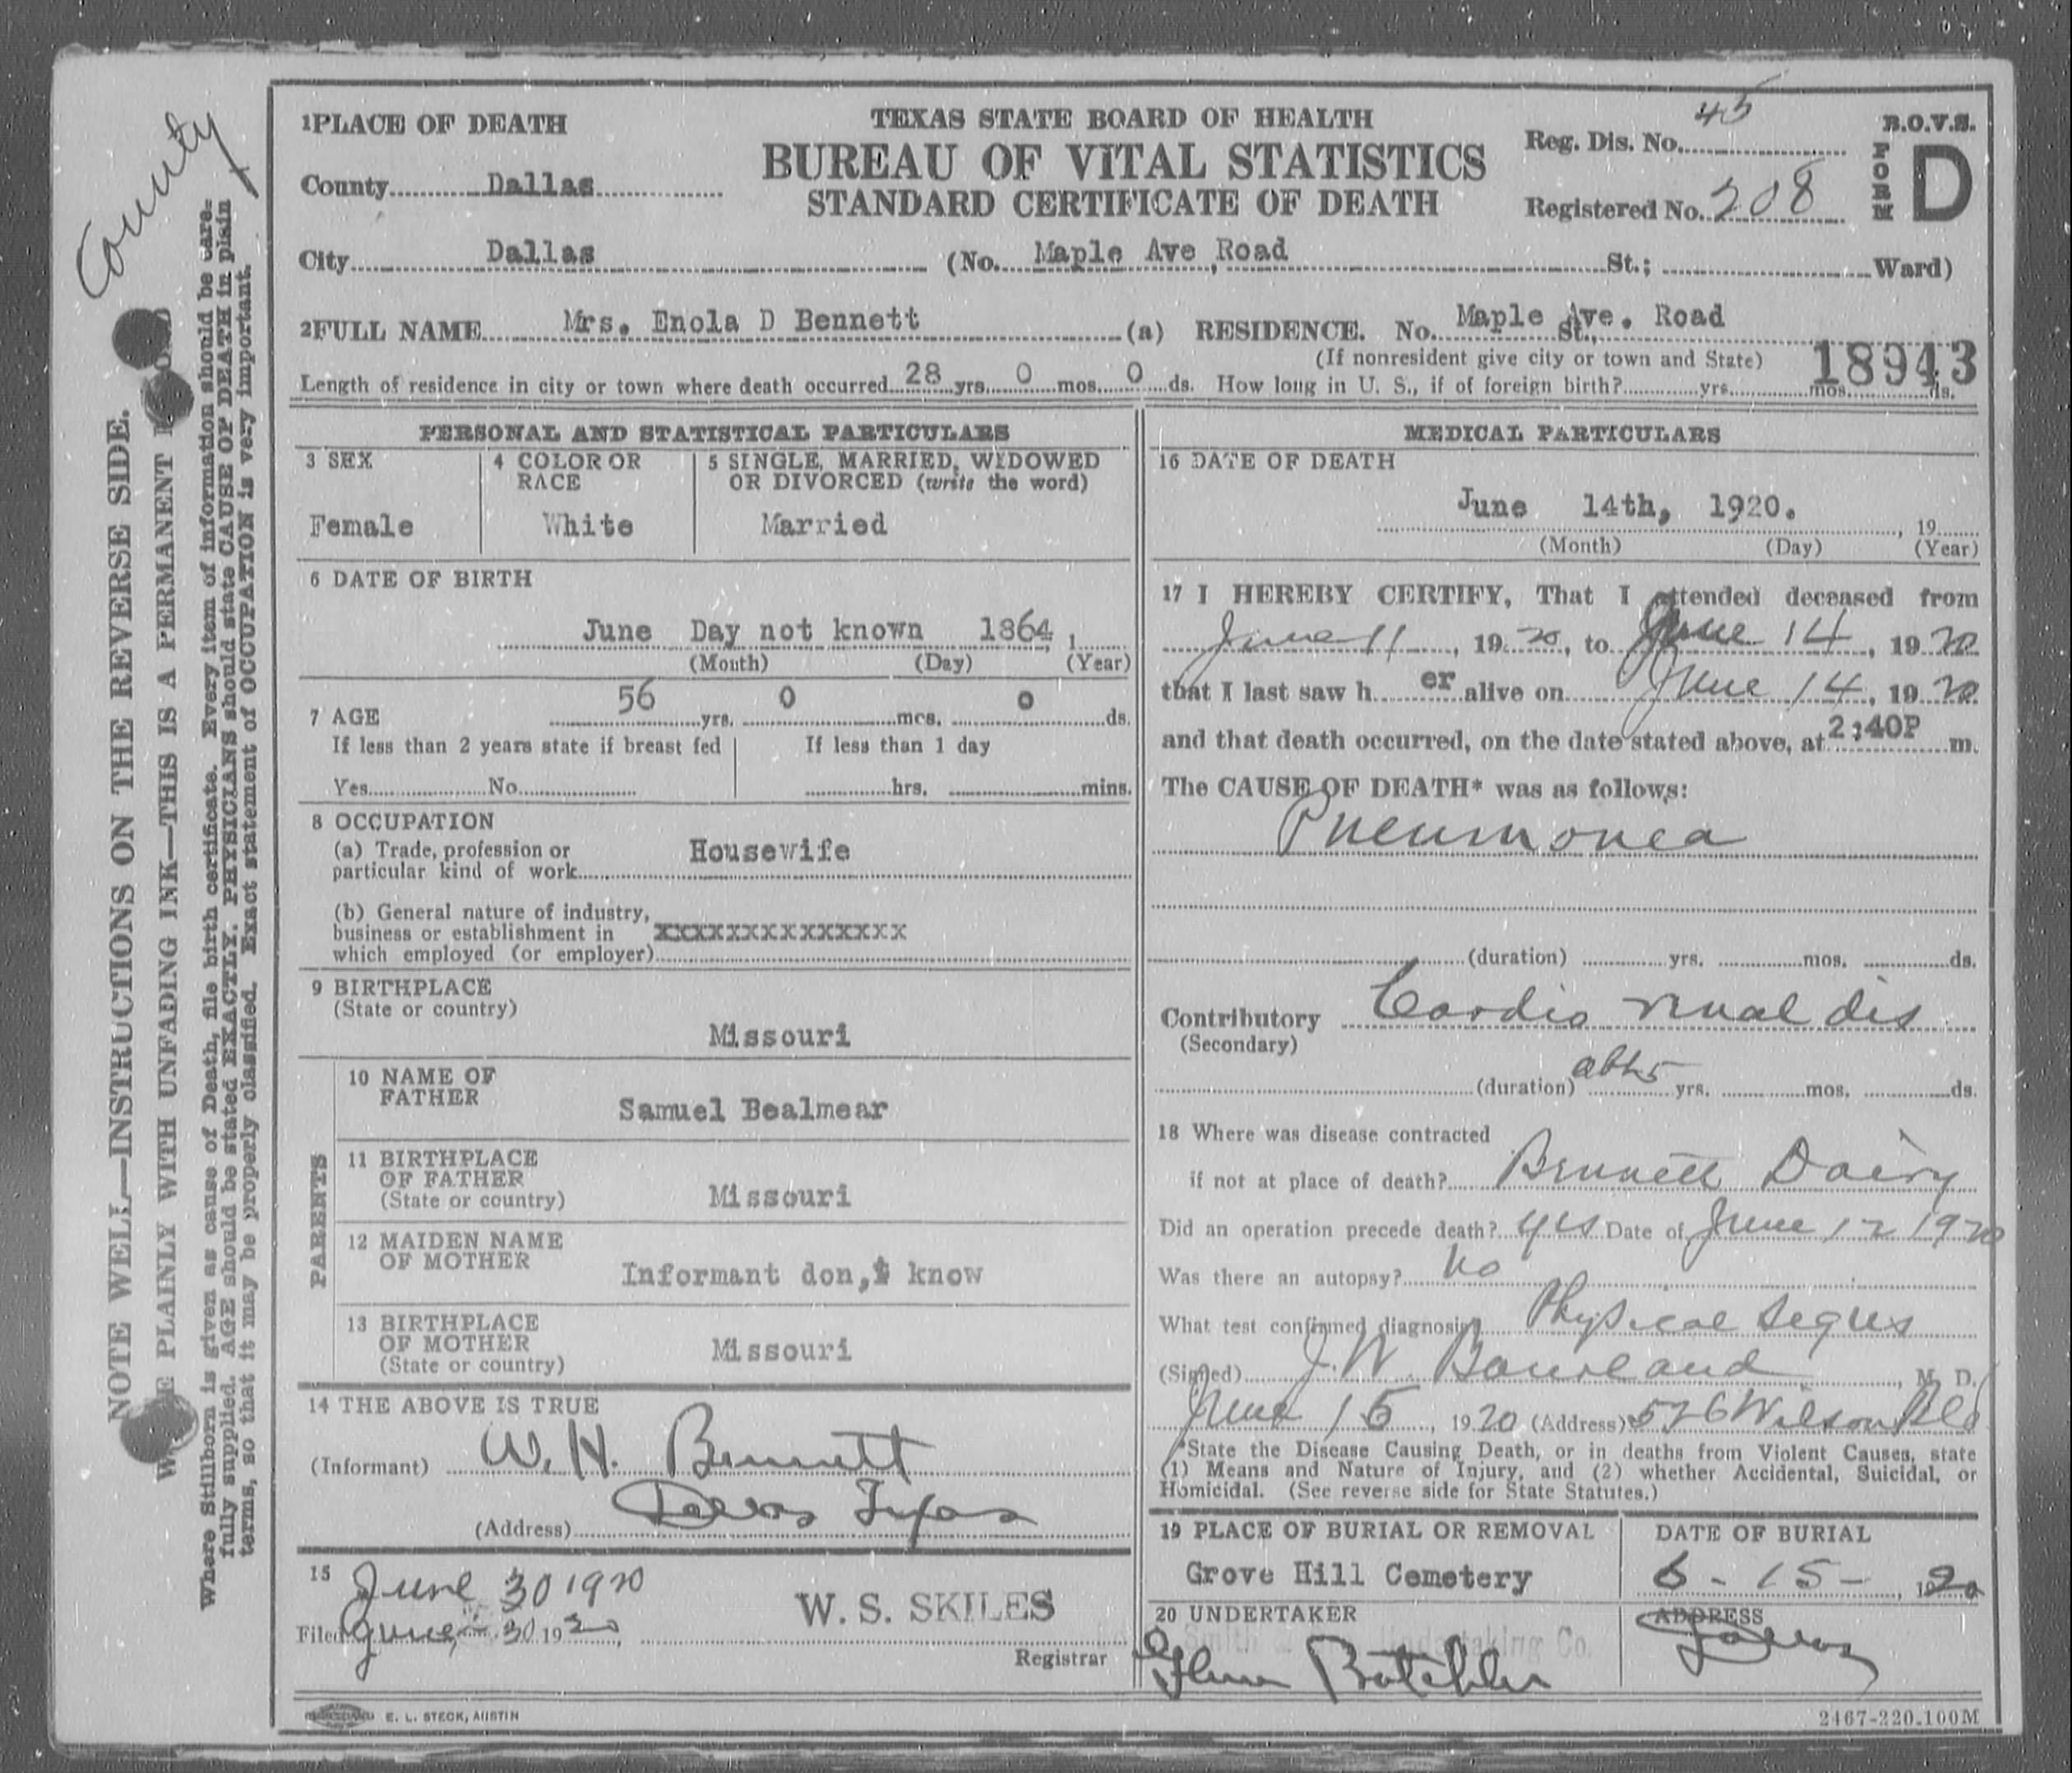 County
NOTE WELL—INSTRUCTIONS ON THE REVERSE SIDE.
PLAINLY WITH UNFADING INK—THIS IS A PERMANENT
Where Stillborn is given as cause of Death, file birth certificate. Every item of information should be care-
fully supplied. AGE should be stated EXACTLY. PHYSICIANS should state CAUSE OF DEATH in plain
terms, so that it may be properly classified. Exact statement of OCCUPATION is very important.
1PLACE OF DEATH
County Dallas
TEXAS STATE BOARD OF HEALTH
BUREAU OF VITAL STATISTICS
STANDARD CERTIFICATE OF DEATH
Reg. Dis. No. 45
Registered No. 208
B.O.V.S.
FORM D
City Dallas (No. Maple Ave Road St.; Ward)
2FULL NAME Mrs. Enola D Bennett (a) RESIDENCE. No. Maple Ave. Road St.,
(If nonresident give city or town and State)
18943
Length of residence in city or town where death occurred 28 yrs. 0 mos. 0 ds. How long in U. S., if of foreign birth? yrs. mos. ds.
PERSONAL AND STATISTICAL PARTICULARS
3 SEX
Female
4 COLOR OR RACE
White
5 SINGLE, MARRIED, WIDOWED
OR DIVORCED (write the word)
Married
6 DATE OF BIRTH
June Day not known 1864, 1
(Month) (Day) (Year)
7 AGE 56 yrs. 0 mos. 0 ds.
If less than 2 years state if breast fed
Yes No
If less than 1 day
hrs. mins.
8 OCCUPATION
(a) Trade, profession or
particular kind of work Housewife
(b) General nature of industry,
business or establishment in xxxxxxxxxxxxxx
which employed (or employer)
9 BIRTHPLACE
(State or country)
Missouri
PARENTS
10 NAME OF
FATHER
Samuel Bealmear
11 BIRTHPLACE
OF FATHER
(State or country) Missouri
12 MAIDEN NAME
OF MOTHER
Informant don,t know
13 BIRTHPLACE
OF MOTHER
(State or country) Missouri
14 THE ABOVE IS TRUE
(Informant) W. H. Bennett
(Address) Dallas Texas
15 June 30 1920
Filed June 30 1920,
W. S. SKILES
Registrar
MEDICAL PARTICULARS
16 DATE OF DEATH
June 14th, 1920. , 19
(Month) (Day) (Year)
17 I HEREBY CERTIFY, That I attended deceased from
June 11, 1920, to June 14, 1920
that I last saw h er alive on June 14, 1920
and that death occurred, on the date stated above, at 2:40P m.
The CAUSE OF DEATH* was as follows:
Pneumonea
(duration) yrs. mos. ds.
Contributory Cardio renal dis
(Secondary)
(duration) abt 5 yrs. mos. ds.
18 Where was disease contracted
if not at place of death? Bennett Dairy
Did an operation precede death? yes Date of June 12 1920
Was there an autopsy? No
What test confirmed diagnosis Physical Segns
(Signed) J. W. Bourland, M. D.
June 15, 1920 (Address) 526 Wilson Bld
*State the Disease Causing Death, or in deaths from Violent Causes, state
(1) Means and Nature of Injury, and (2) whether Accidental, Suicidal, or
Homicidal. (See reverse side for State Statutes.)
19 PLACE OF BURIAL OR REMOVAL
Grove Hill Cemetery
DATE OF BURIAL
6 - 15 - , 1920
20 UNDERTAKER
Smith Undertaking Co.
ADDRESS
Dallas
E. L. STECK, AUSTIN
2467-220.100M